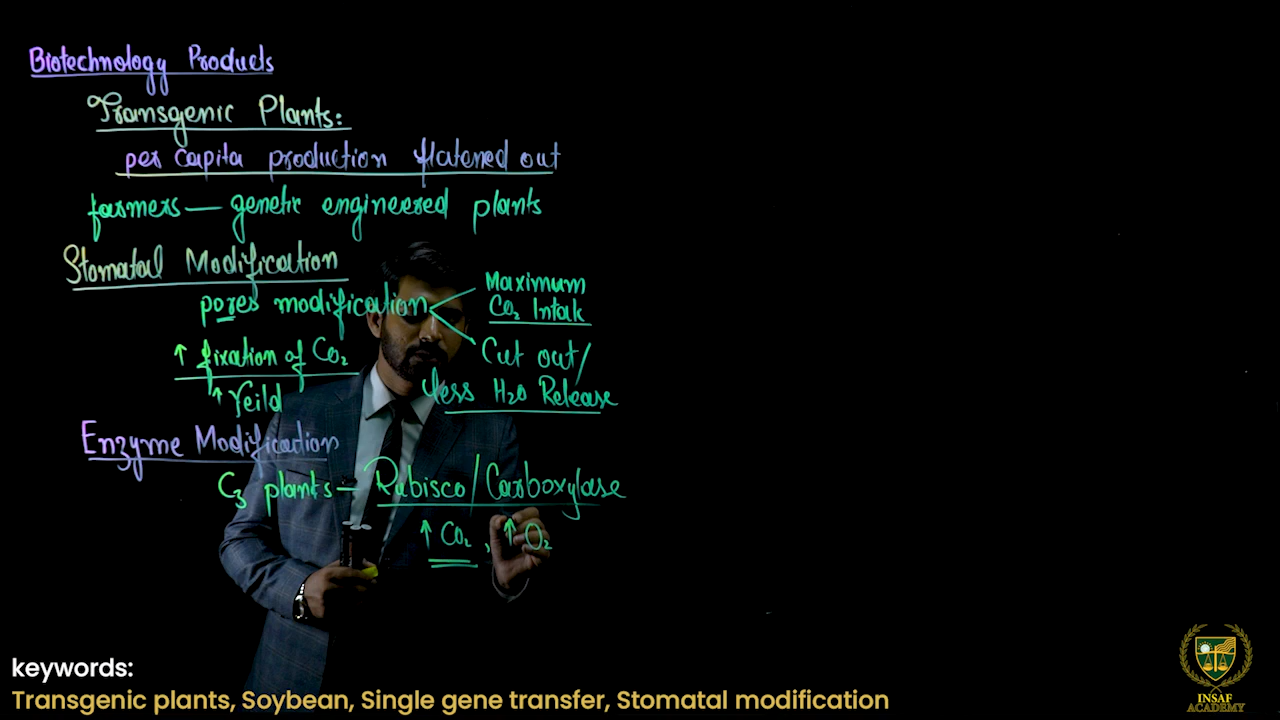 Biotechnology Products
Transgenic Plants:
per capita production flatened out
farmers — genetic engineered plants
Stomatal Modification
pores modification
Maximum
CO₂ Intak
↑ fixation of CO₂
Cut out/
less H₂O Release
↑ Yeild
Enzyme Modification
C₃ plants — Rubisco/Carboxylase
↑ CO₂, ↑ O₂
keywords:
Transgenic plants, Soybean, Single gene transfer, Stomatal modification
INSAF
ACADEMY